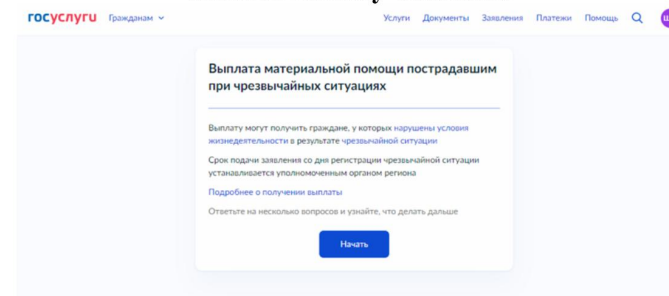 госуслуги Гражданам Услуги Документы Заявления Платежи Помощь
Выплата материальной помощи пострадавшим
при чрезвычайных ситуациях
Выплату могут получить граждане, у которых нарушены условия
жизнедеятельности в результате чрезвычайной ситуации
Срок подачи заявления со дня регистрации чрезвычайной ситуации
устанавливается уполномоченным органом региона
Подробнее о получении выплаты
Ответьте на несколько вопросов и узнайте, что делать дальше
Начать